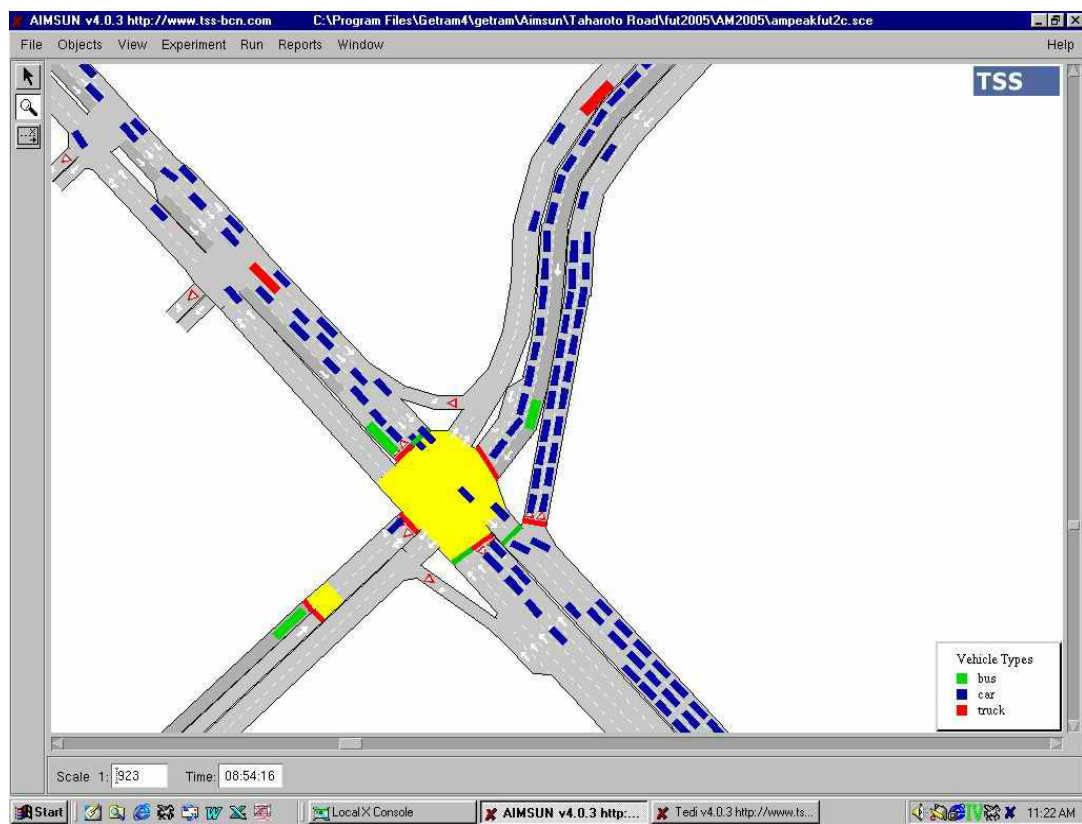 AIMSUN v4.0.3 http://www.tss-bcn.com C:\Program Files\Getram4\getram\Aimsun\Taharoto Road\fut2005\AM2005\ampeakfut2c.sce
File Objects View Experiment Run Reports Window Help
TSS
Vehicle Types
bus
car
truck
Scale 1: 923 Time: 08:54:16
Start Local X Console AIMSUN v4.0.3 http:... Tedi v4.0.3 http://www.ts... 11:22 AM